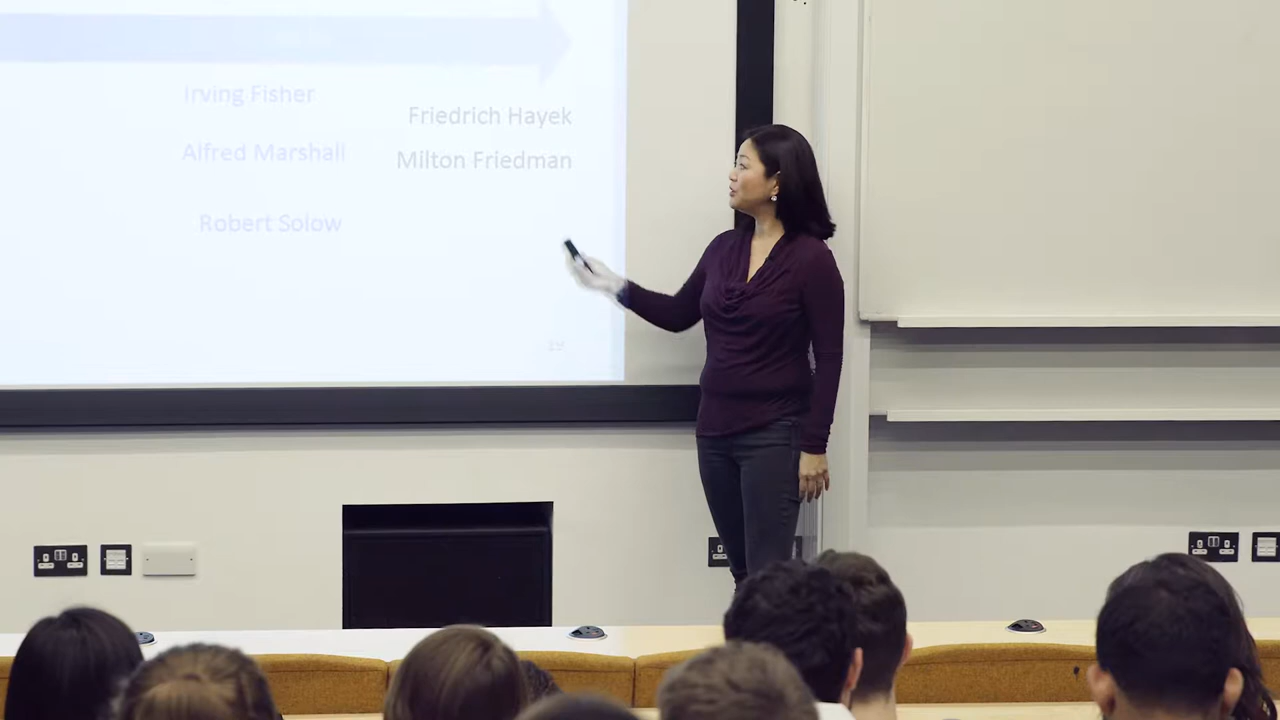 Irving Fisher
Friedrich Hayek
Alfred Marshall
Milton Friedman
Robert Solow